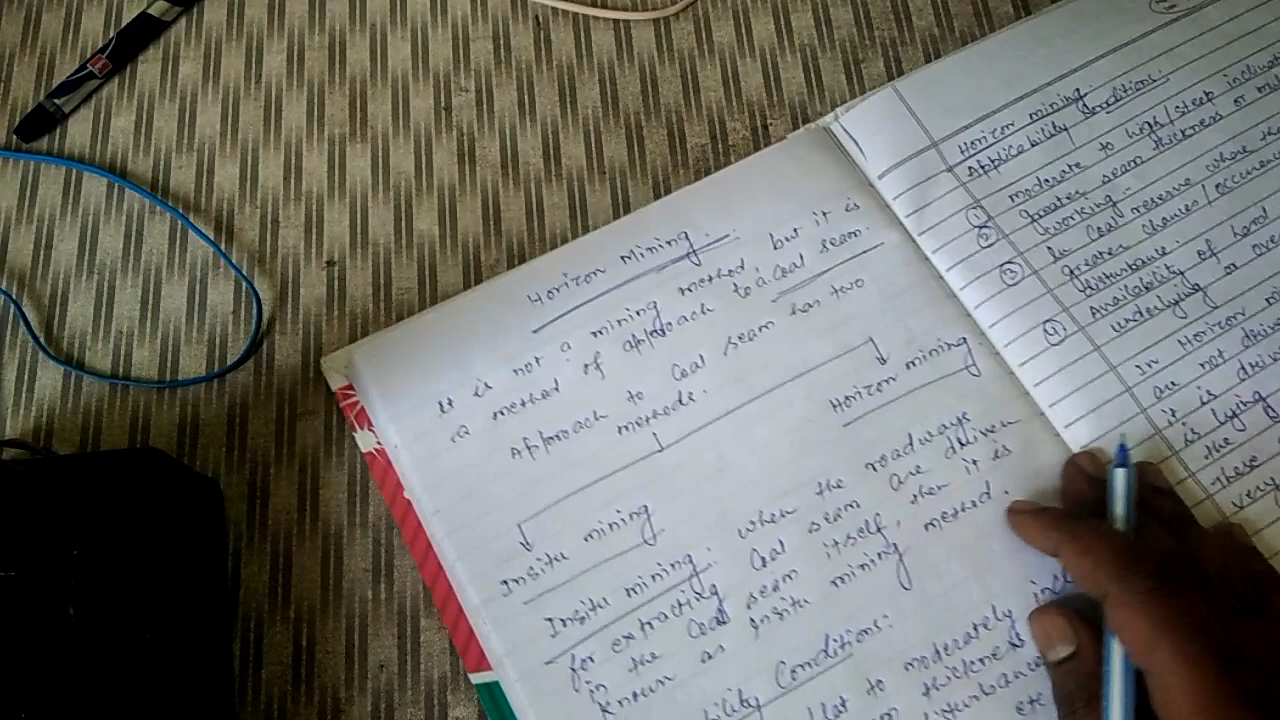 Horizon Mining.
It is not a mining method, but it is
a method of approach to a coal seam.
Approach to Coal seam has two
methods.
Insitu mining
Horizon mining
Insitu mining: when the roadways
for extracting Coal seam are driven
in the Coal seam itself, then it is
known as Insitu mining method.
Conditions:
flat to moderately
thickness
disturbance
etc
Horizon mining.
Applicability Conditions:
① moderate to high/steep
② greater seam thickness or
working.
③ In Coal reserve where
greater chances/
disturbance.
④ Availability of hard
underlying or
In Horizon
are not
it is
is lying
the
These
very